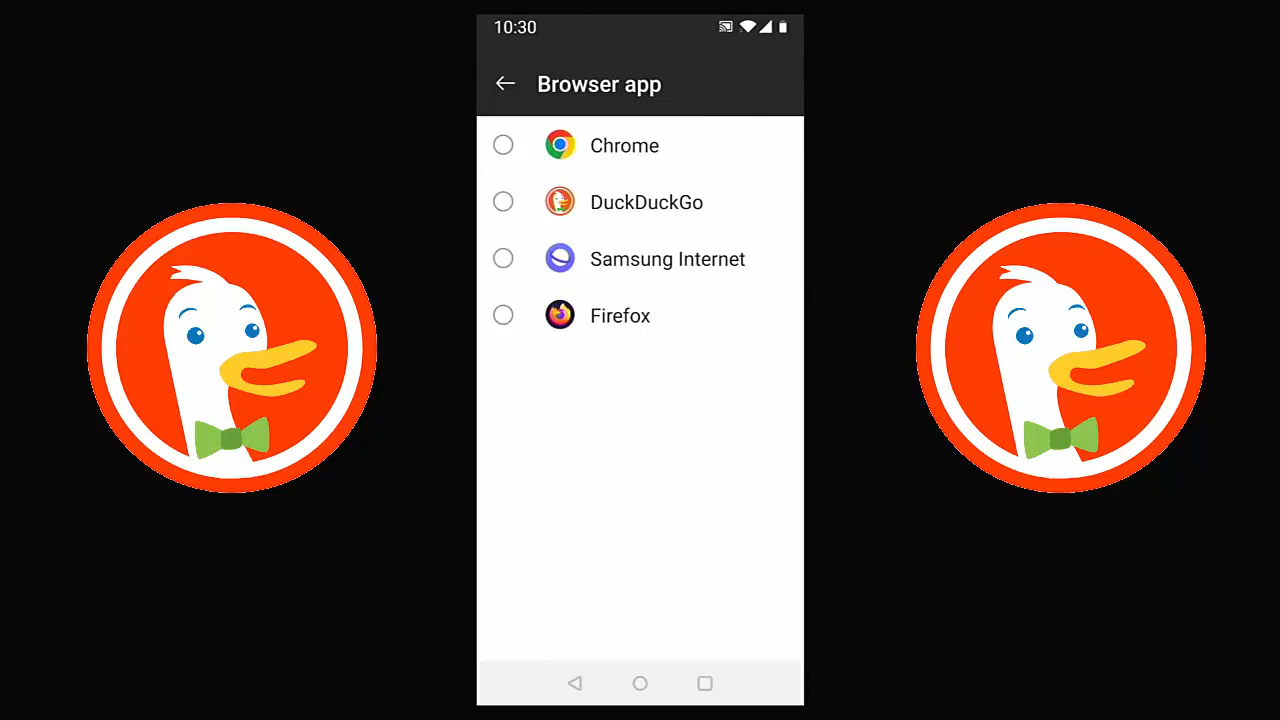 10:30
Browser app
Chrome
DuckDuckGo
Samsung Internet
Firefox